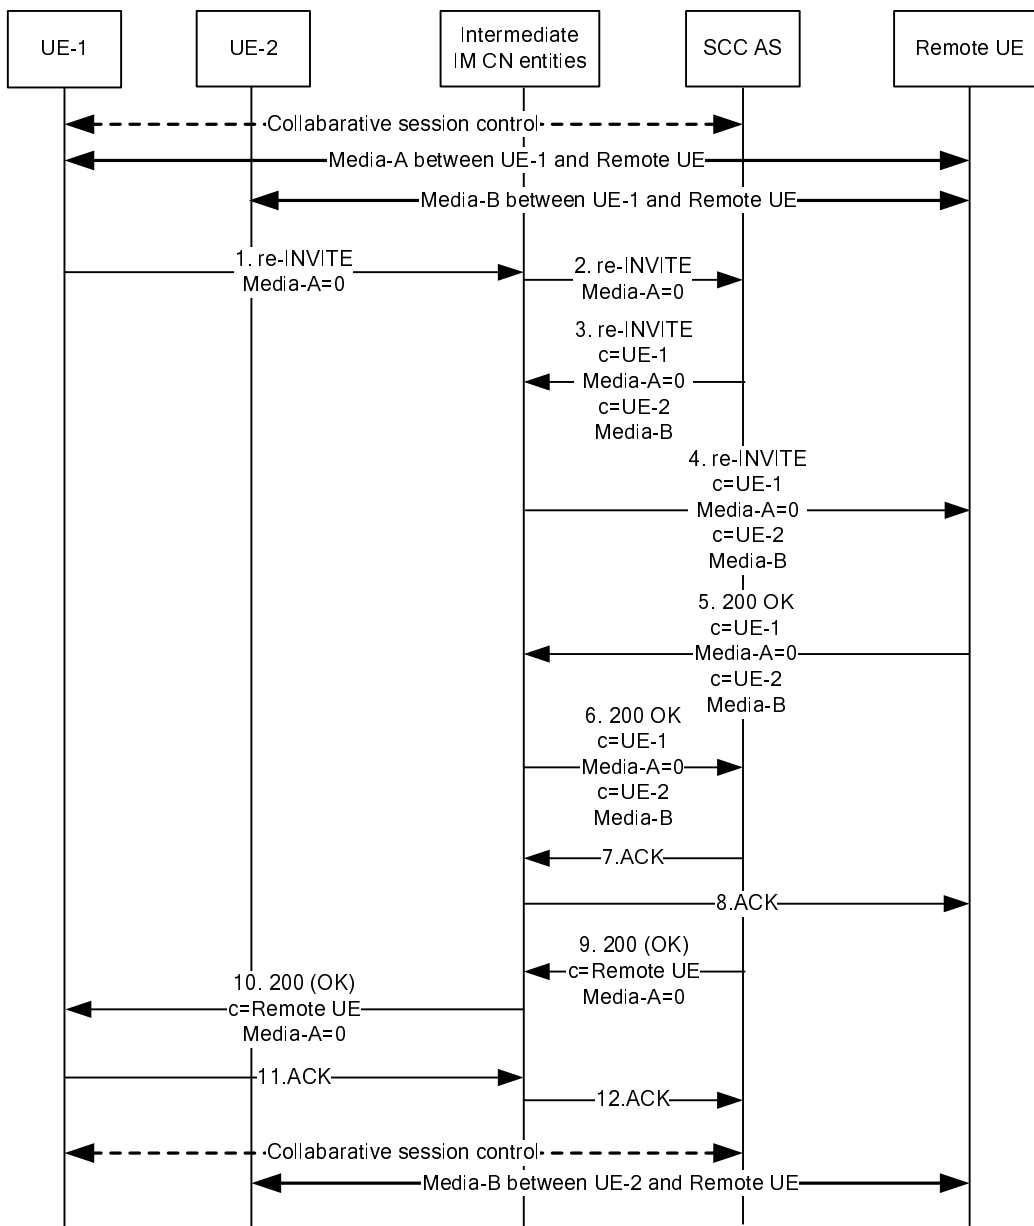 UE-1
UE-2
Intermediate
IM CN entities
SCC AS
Remote UE
Collabarative session control
Media-A between UE-1 and Remote UE
Media-B between UE-1 and Remote UE
1. re-INVITE
Media-A=0
2. re-INVITE
Media-A=0
3. re-INVITE
c=UE-1
Media-A=0
c=UE-2
Media-B
4. re-INVITE
c=UE-1
Media-A=0
c=UE-2
Media-B
5. 200 OK
c=UE-1
Media-A=0
c=UE-2
Media-B
6. 200 OK
c=UE-1
Media-A=0
c=UE-2
Media-B
7.ACK
8.ACK
9. 200 (OK)
c=Remote UE
Media-A=0
10. 200 (OK)
c=Remote UE
Media-A=0
11.ACK
12.ACK
Collabarative session control
Media-B between UE-2 and Remote UE